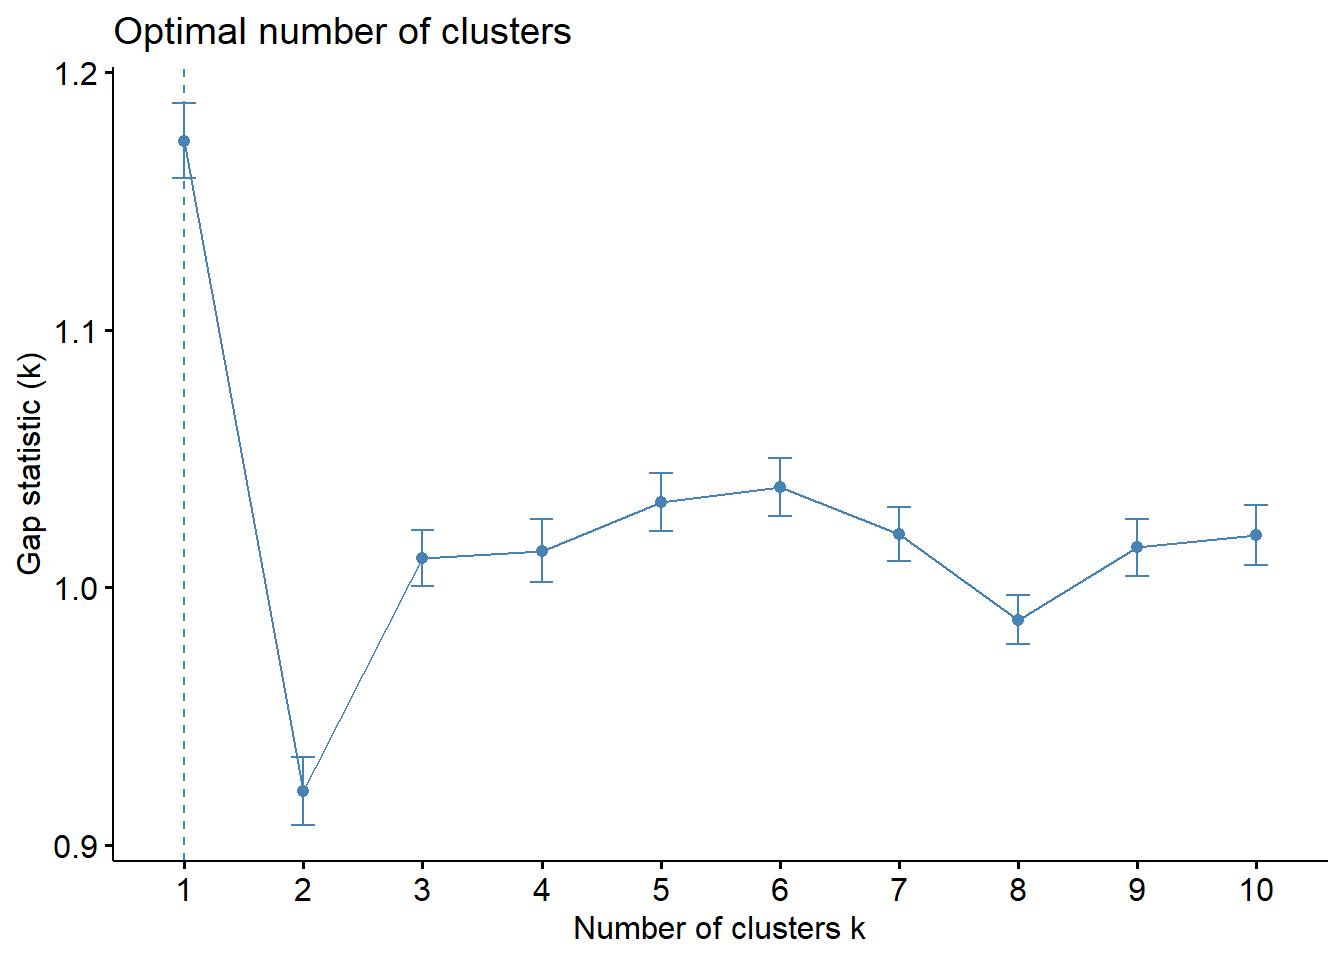 Optimal number of clusters
1.2
1.1
1.0
0.9
Gap statistic (k)
1 2 3 4 5 6 7 8 9 10
Number of clusters k